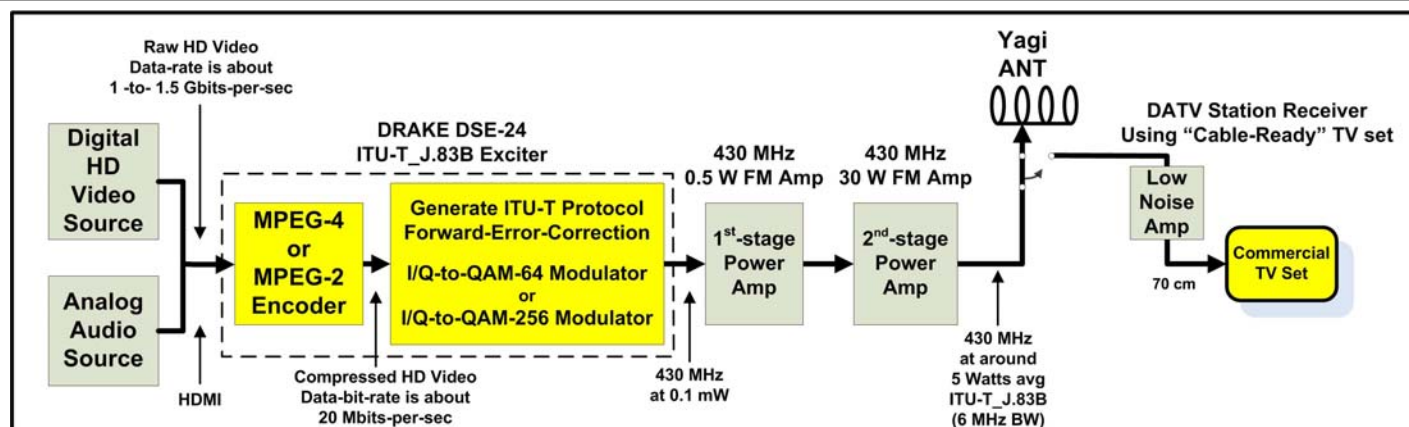 Raw HD Video
Data-rate is about
1 -to- 1.5 Gbits-per-sec
Digital
HD
Video
Source
Analog
Audio
Source
HDMI
DRAKE DSE-24
ITU-T_J.83B Exciter
MPEG-4
or
MPEG-2
Encoder
Compressed HD Video
Data-bit-rate is about
20 Mbits-per-sec
Generate ITU-T Protocol
Forward-Error-Correction
I/Q-to-QAM-64 Modulator
or
I/Q-to-QAM-256 Modulator
430 MHz
at 0.1 mW
430 MHz
0.5 W FM Amp
1st-stage
Power
Amp
430 MHz
30 W FM Amp
2nd-stage
Power
Amp
430 MHz
at around
5 Watts avg
ITU-T_J.83B
(6 MHz BW)
Yagi
ANT
DATV Station Receiver
Using “Cable-Ready” TV set
Low
Noise
Amp
70 cm
Commercial
TV Set